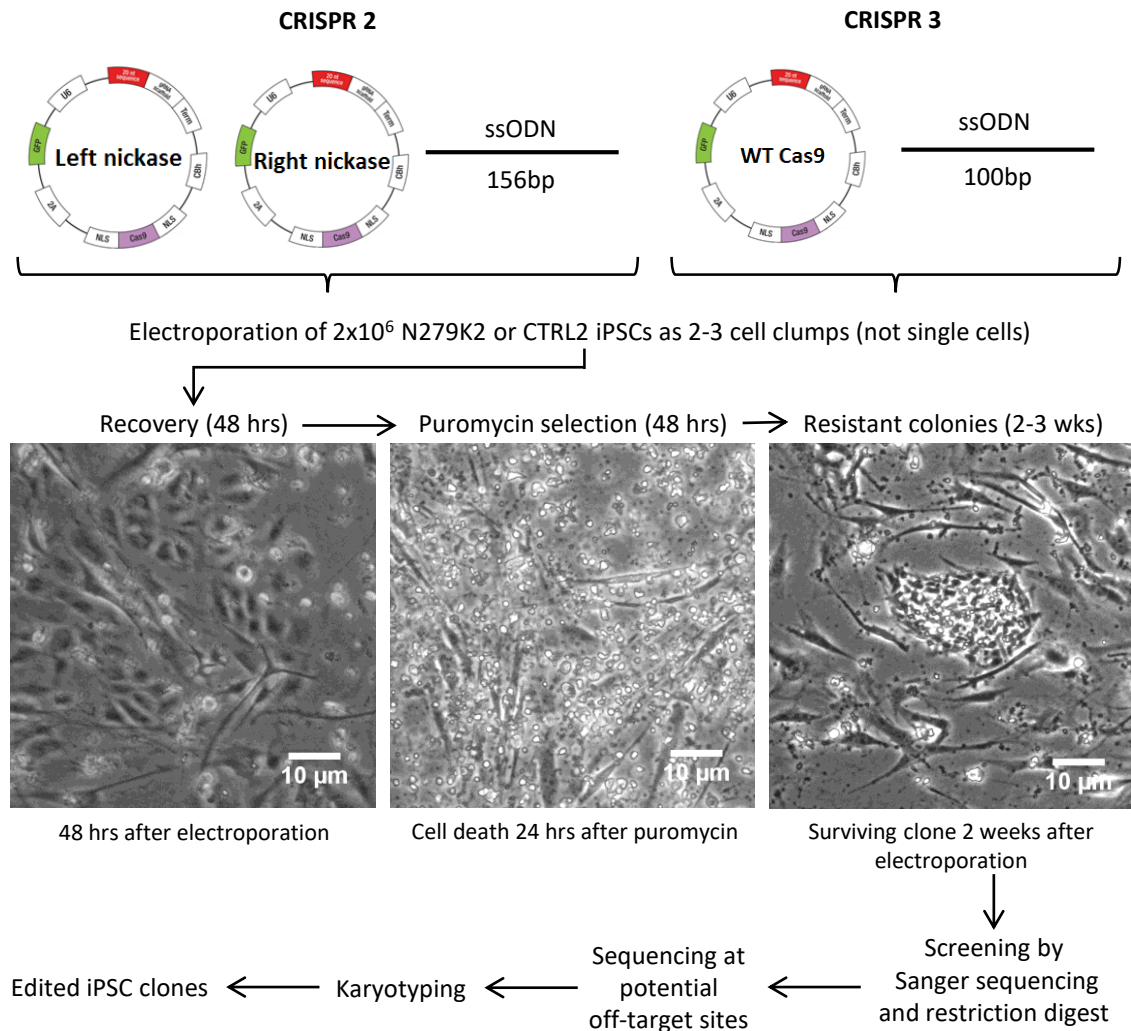 CRISPR 2
CRISPR 3
20 nt
sequence
gRNA
scaffold
Term
CBh
NLS
Cas9
NLS
2A
GFP
U6
Left nickase
20 nt
sequence
gRNA
scaffold
Term
CBh
NLS
Cas9
NLS
2A
GFP
U6
Right nickase
ssODN
156bp
20 nt
sequence
gRNA
scaffold
Term
CBh
NLS
Cas9
NLS
2A
GFP
U6
WT Cas9
ssODN
100bp
Electroporation of 2x10⁶ N279K2 or CTRL2 iPSCs as 2-3 cell clumps (not single cells)
Recovery (48 hrs)
Puromycin selection (48 hrs)
Resistant colonies (2-3 wks)
10 µm
10 µm
10 µm
48 hrs after electroporation
Cell death 24 hrs after puromycin
Surviving clone 2 weeks after
electroporation
Screening by
Sanger sequencing
and restriction digest
Sequencing at
potential
off-target sites
Karyotyping
Edited iPSC clones